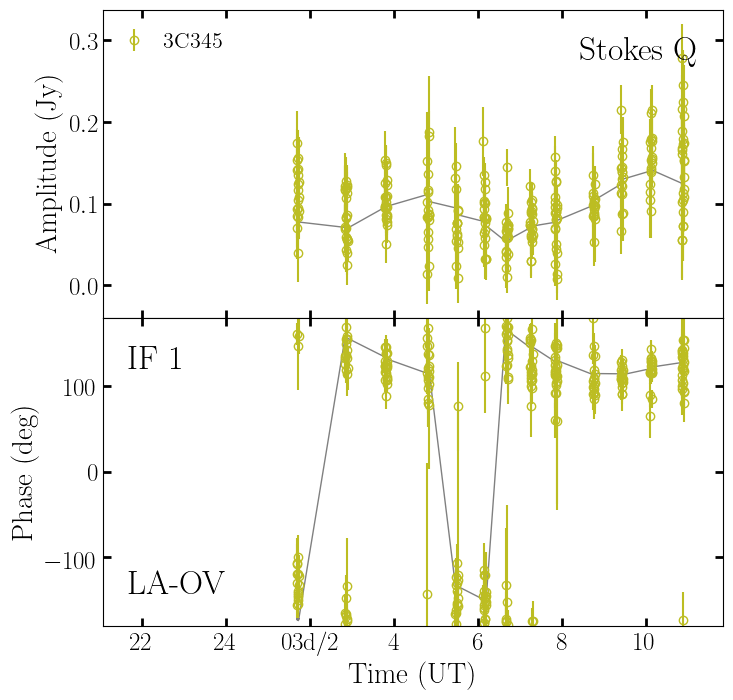 3C345
Stokes Q
0.3
0.2
0.1
0.0
Amplitude (Jy)
IF 1
100
0
−100
Phase (deg)
LA-OV
22 24 03d/2 4 6 8 10
Time (UT)